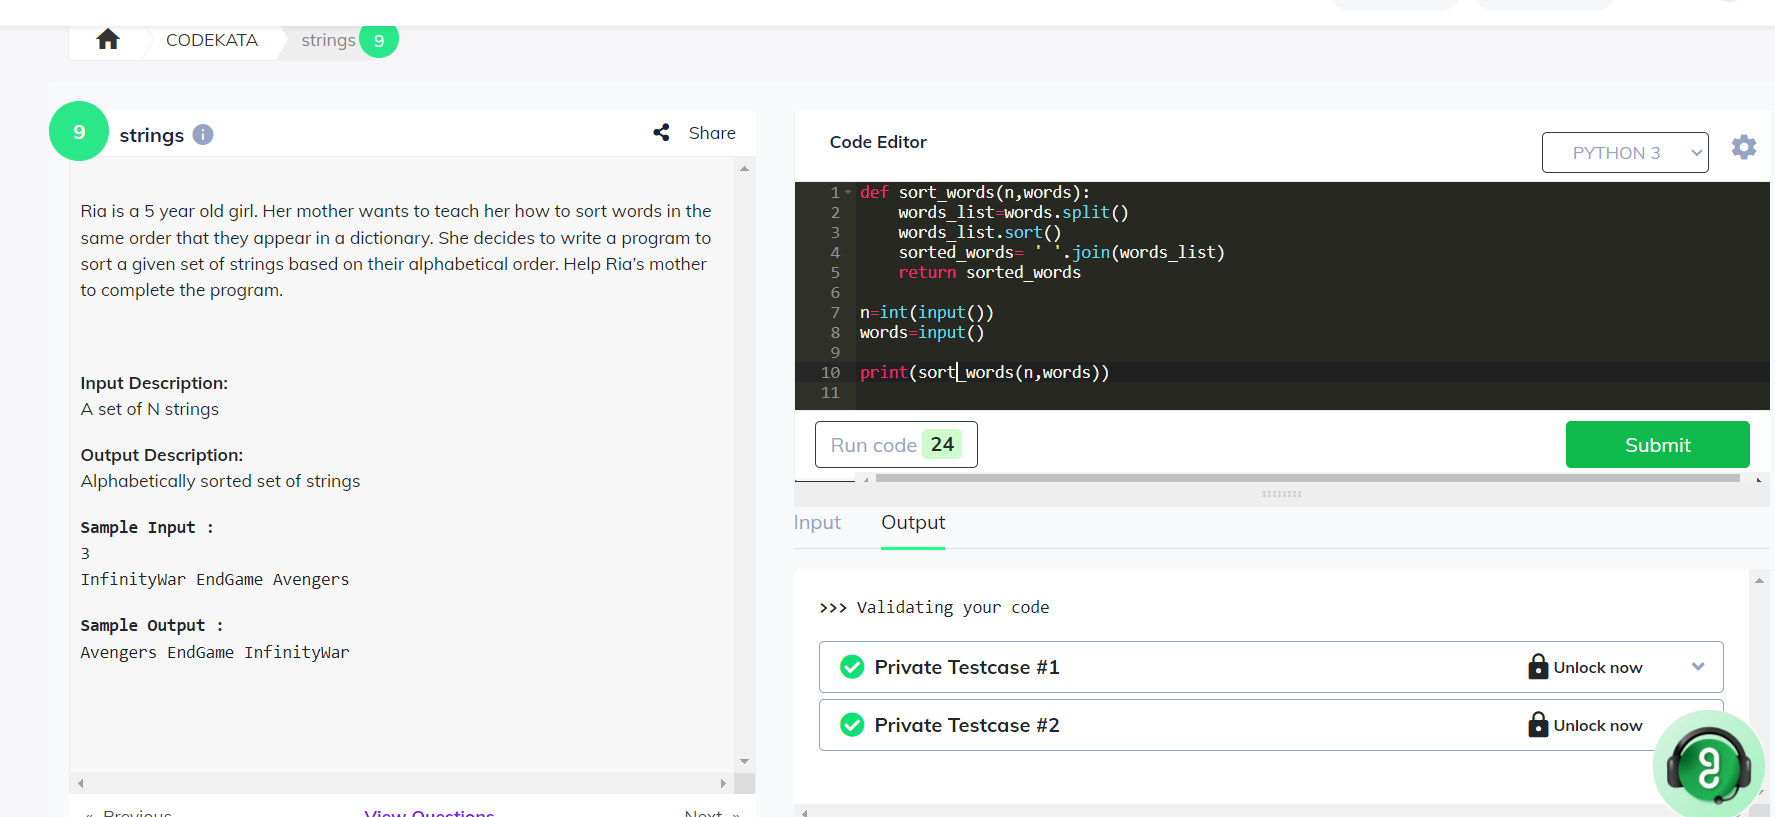 CODEKATA
strings 9
9
strings
Share
Ria is a 5 year old girl. Her mother wants to teach her how to sort words in the
same order that they appear in a dictionary. She decides to write a program to
sort a given set of strings based on their alphabetical order. Help Ria's mother
to complete the program.
Input Description:
A set of N strings
Output Description:
Alphabetically sorted set of strings
Sample Input :
3
InfinityWar EndGame Avengers
Sample Output :
Avengers EndGame InfinityWar
« Previous
View Questions
Next »
Code Editor
PYTHON 3
1 def sort_words(n,words):
2     words_list=words.split()
3     words_list.sort()
4     sorted_words= ' '.join(words_list)
5     return sorted_words
6
7 n=int(input())
8 words=input()
9
10 print(sort_words(n,words))
11
Run code 24
Submit
Input
Output
>>> Validating your code
Private Testcase #1
Unlock now
Private Testcase #2
Unlock now